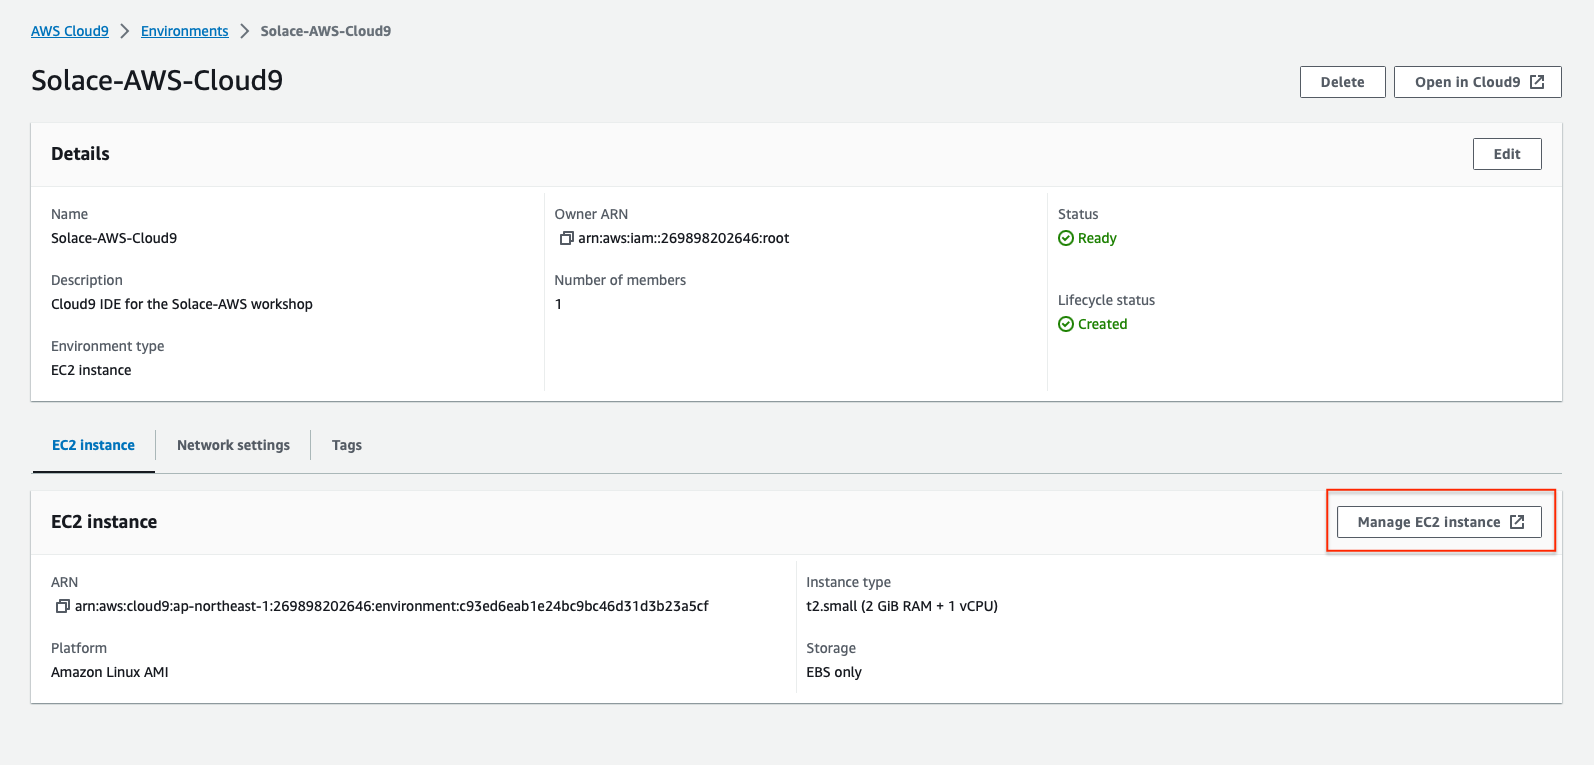 AWS Cloud9 > Environments > Solace-AWS-Cloud9
Solace-AWS-Cloud9
Delete
Open in Cloud9
Details
Edit
Name
Solace-AWS-Cloud9
Description
Cloud9 IDE for the Solace-AWS workshop
Environment type
EC2 instance
Owner ARN
arn:aws:iam::269898202646:root
Number of members
1
Status
Ready
Lifecycle status
Created
EC2 instance
Network settings
Tags
EC2 instance
Manage EC2 instance
ARN
arn:aws:cloud9:ap-northeast-1:269898202646:environment:c93ed6eab1e24bc9bc46d31d3b23a5cf
Platform
Amazon Linux AMI
Instance type
t2.small (2 GiB RAM + 1 vCPU)
Storage
EBS only